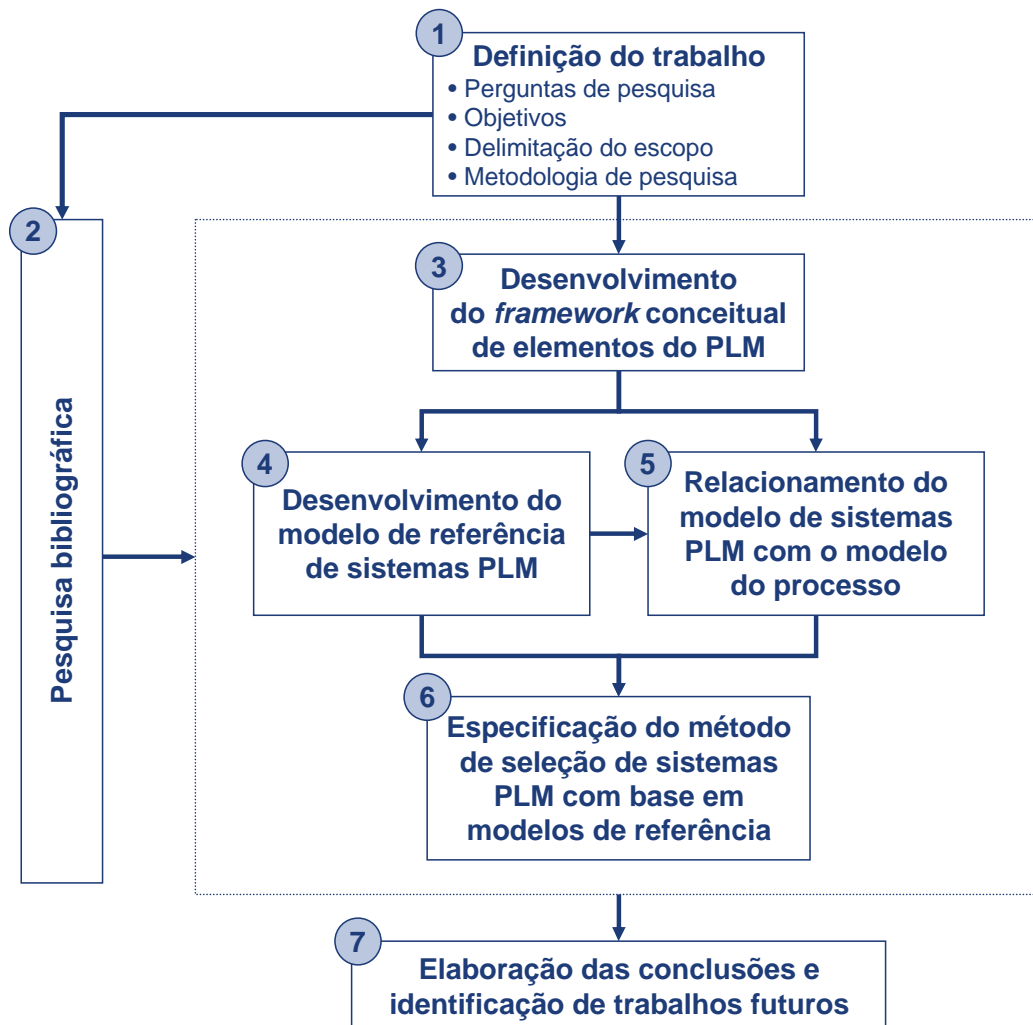 1
Definição do trabalho
• Perguntas de pesquisa
• Objetivos
• Delimitação do escopo
• Metodologia de pesquisa
2
Pesquisa bibliográfica
3
Desenvolvimento
do framework conceitual
de elementos do PLM
4
Desenvolvimento do
modelo de referência
de sistemas PLM
5
Relacionamento do
modelo de sistemas
PLM com o modelo
do processo
6
Especificação do método
de seleção de sistemas
PLM com base em
modelos de referência
7
Elaboração das conclusões e
identificação de trabalhos futuros